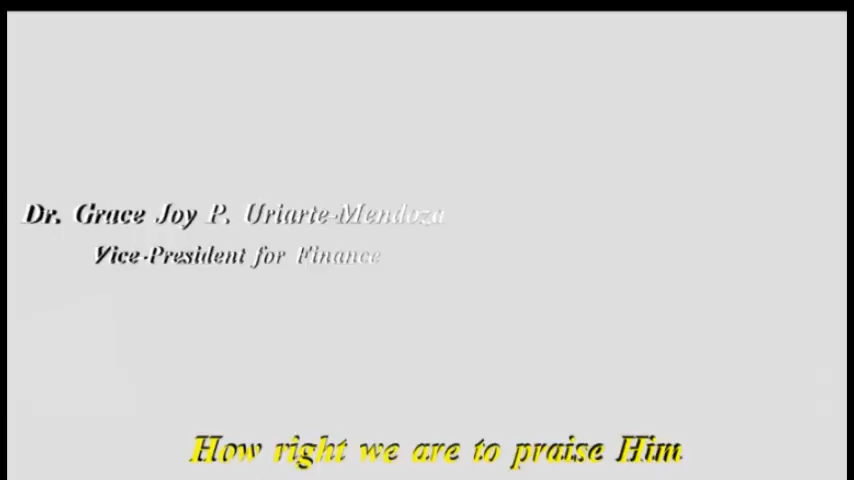 Dr. Grace Joy P. Uriarte-Mendoza
Vice-President for Finance
How right we are to praise Him